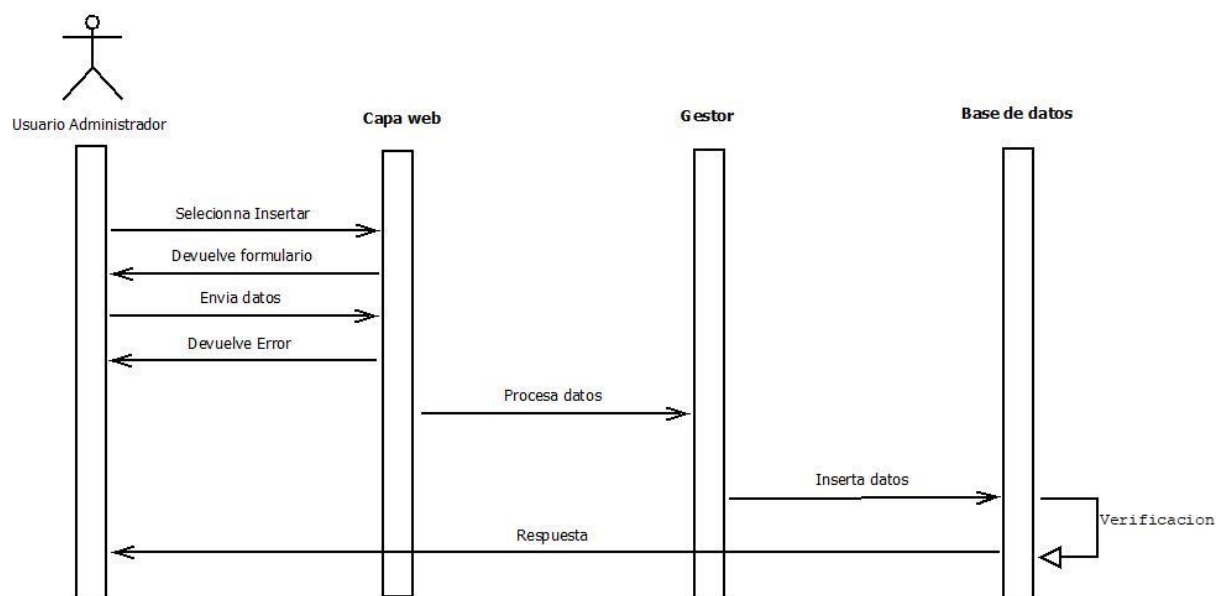 Usuario Administrador
Capa web
Gestor
Base de datos
Selecionna Insertar
Devuelve formulario
Envia datos
Devuelve Error
Procesa datos
Inserta datos
Verificacion
Respuesta